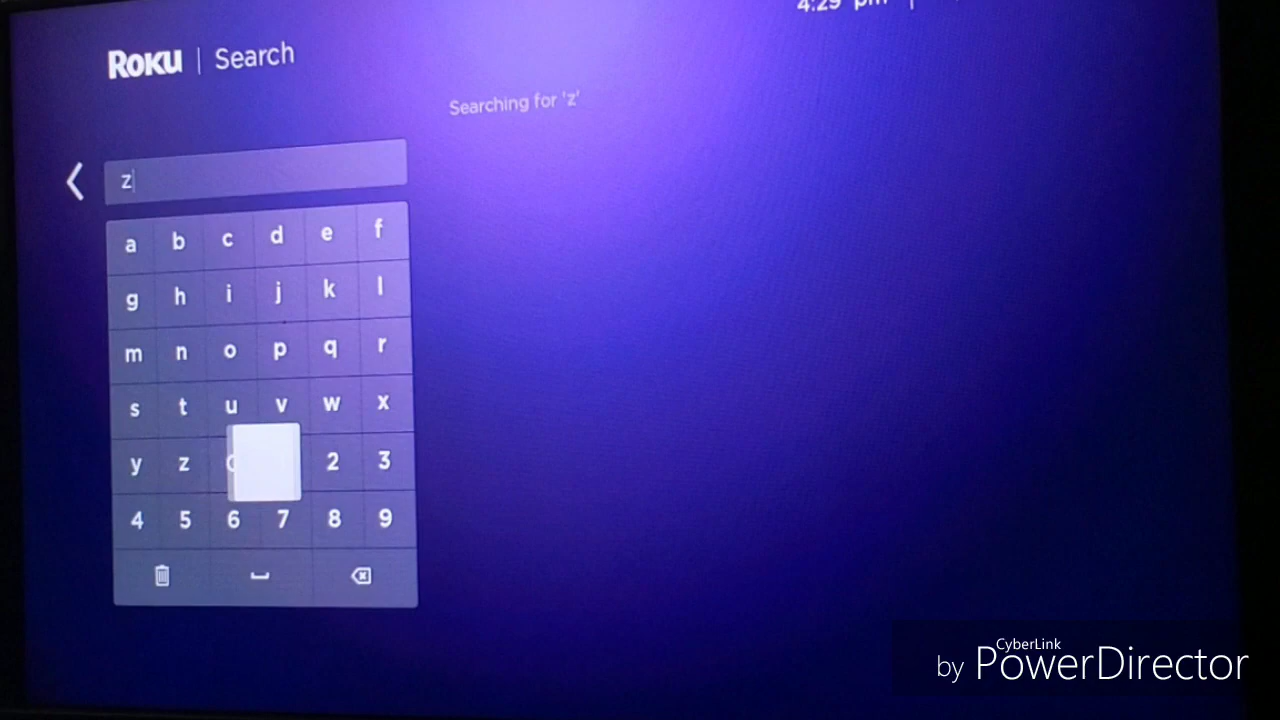 4:29 pm
Roku | Search
Searching for 'z'
z
a b c d e f
g h i j k l
m n o p q r
s t u v w x
y z 2 3
4 5 6 7 8 9
CyberLink
by PowerDirector